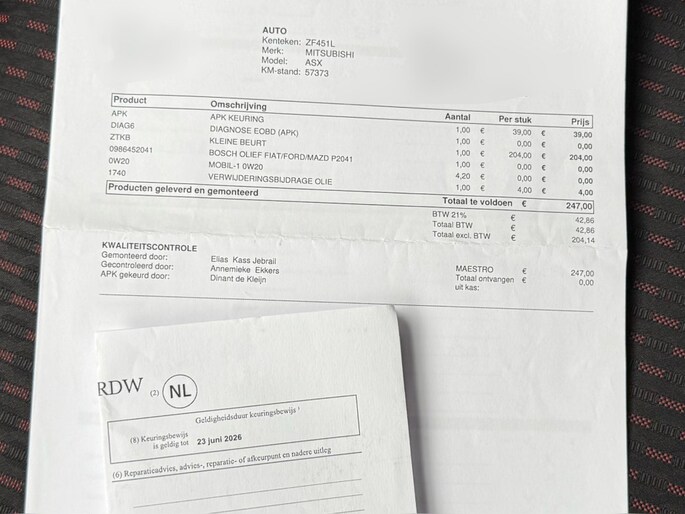 AUTO
Kenteken: ZF451L
Merk: MITSUBISHI
Model: ASX
KM-stand: 57373
Product Omschrijving Aantal Per stuk Prijs
APK APK KEURING 1,00 € 39,00 € 39,00
DIAG6 DIAGNOSE EOBD (APK) 1,00 € 0,00 € 0,00
ZTKB KLEINE BEURT 1,00 € 204,00 € 204,00
0986452041 BOSCH OLIEF FIAT/FORD/MAZD P2041 1,00 € 0,00 € 0,00
0W20 MOBIL-1 0W20 4,20 € 0,00 € 0,00
1740 VERWIJDERINGSBIJDRAGE OLIE 1,00 € 4,00 € 4,00
Producten geleverd en gemonteerd Totaal te voldoen € 247,00
BTW 21% € 42,86
Totaal BTW € 42,86
Totaal excl. BTW € 204,14
KWALITEITSCONTROLE
Gemonteerd door: Elias Kass Jebrail MAESTRO € 247,00
Gecontroleerd door: Annemieke Ekkers Totaal ontvangen € 0,00
APK gekeurd door: Dinant de Kleijn uit kas:
RDW (2) NL
Geldigheidsduur keuringsbewijs ¹
(8) Keuringsbewijs
is geldig tot 23 juni 2026
(6) Reparatieadvies, advies-, reparatie- of afkeurpunt en nadere uitleg